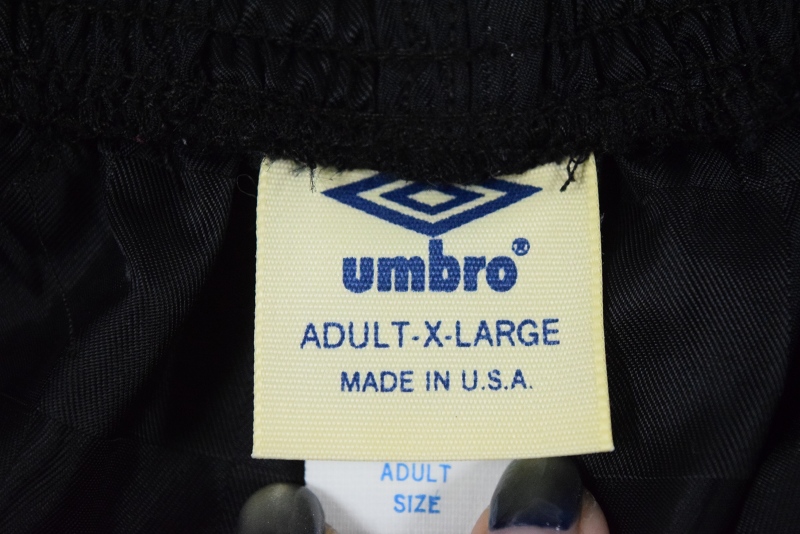 umbro®
ADULT-X-LARGE
MADE IN U.S.A.
ADULT
SIZE